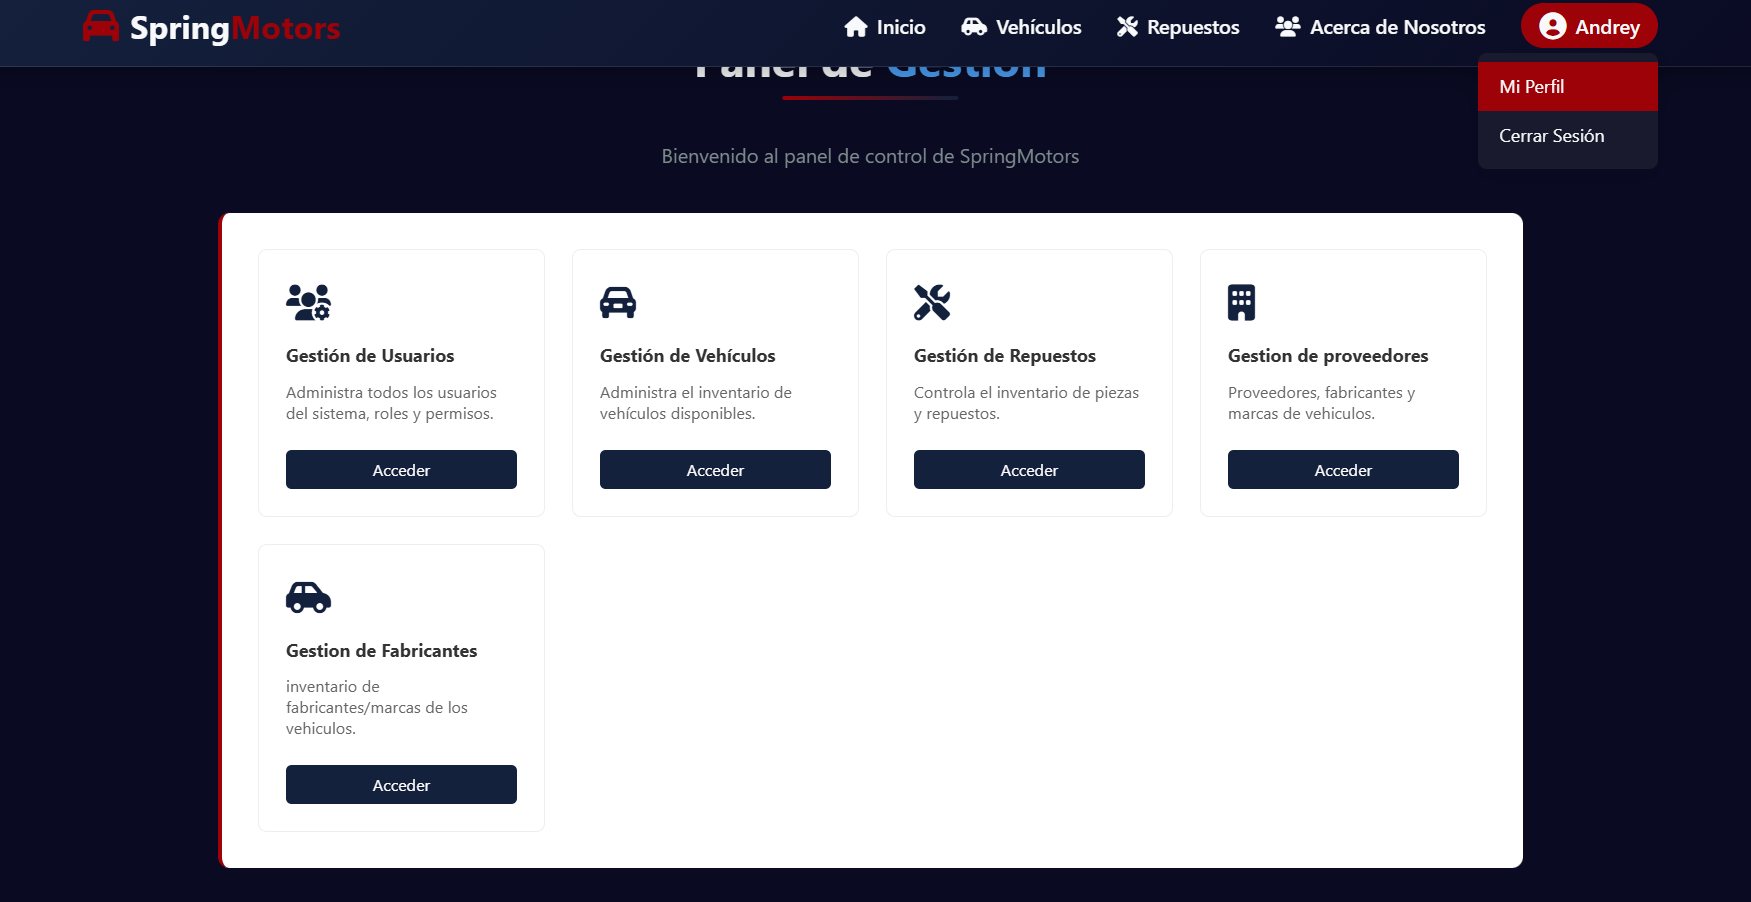 SpringMotors
Inicio
Vehículos
Repuestos
Acerca de Nosotros
Andrey
Mi Perfil
Cerrar Sesión
Panel de Gestión
Bienvenido al panel de control de SpringMotors
Gestión de Usuarios
Administra todos los usuarios
del sistema, roles y permisos.
Acceder
Gestión de Vehículos
Administra el inventario de
vehículos disponibles.
Acceder
Gestión de Repuestos
Controla el inventario de piezas
y repuestos.
Acceder
Gestion de proveedores
Proveedores, fabricantes y
marcas de vehiculos.
Acceder
Gestion de Fabricantes
inventario de
fabricantes/marcas de los
vehiculos.
Acceder